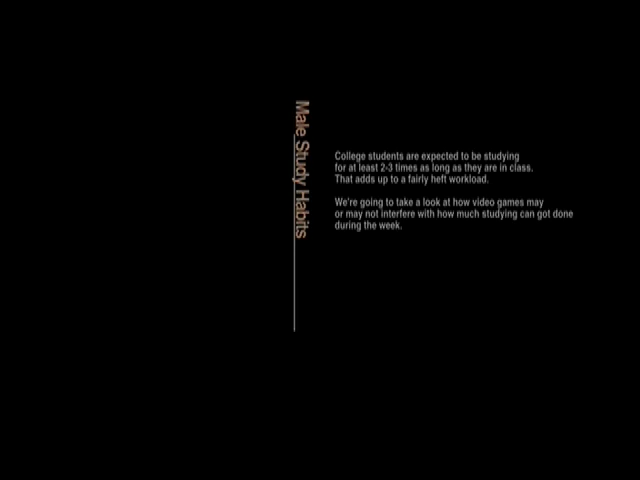 Male Study Habits
College students are expected to be studying
for at least 2-3 times as long as they are in class.
That adds up to a fairly heft workload.
We're going to take a look at how video games may
or may not interfere with how much studying can got done
during the week.